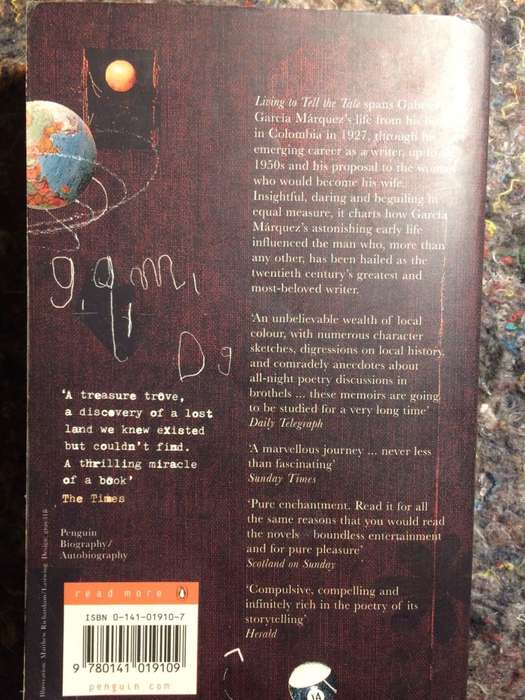 Living to Tell the Tale spans
García Márquez's life from his
in Colombia in 1927, through
emerging career as a writer, up to
1950s and his proposal to the
who would become his wife.
Insightful, daring and beguiling in
equal measure, it charts how García
Márquez's astonishing early life
influenced the man who, more than
any other, has been hailed as the
twentieth century's greatest and
most-beloved writer.
'An unbelievable wealth of local
colour, with numerous character
sketches, digressions on local history,
and comradely anecdotes about
all-night poetry discussions in
brothels ... these memoirs are going
to be studied for a very long time'
Daily Telegraph
'A marvellous journey ... never less
than fascinating'
Sunday Times
'Pure enchantment. Read it for all
the same reasons that you would read
the novels – boundless entertainment
and for pure pleasure'
Scotland on Sunday
'Compulsive, compelling and
infinitely rich in the poetry of its
storytelling'
Herald
'A treasure trove,
a discovery of a lost
land we knew existed
but couldn't find.
A thrilling miracle
of a book'
The Times
Penguin
Biography/
Autobiography
read more
ISBN 0-141-01910-7
9 780141 019109
penguin.com
Illustration: Matthew Richardson/Eastwing
14